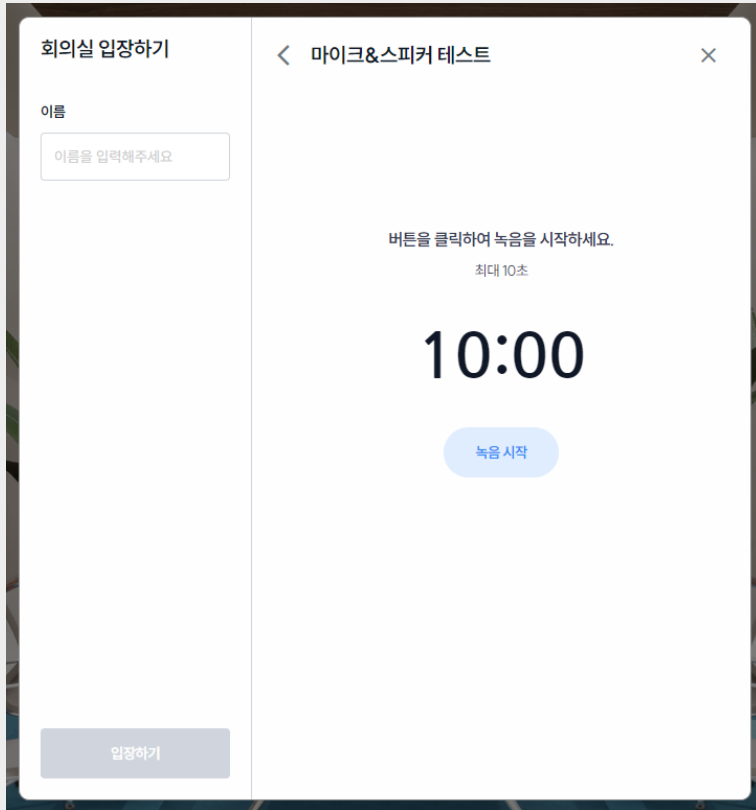 회의실 입장하기
이름
이름을 입력해주세요
입장하기
마이크&스피커 테스트
버튼을 클릭하여 녹음을 시작하세요.
최대 10초
10:00
녹음 시작